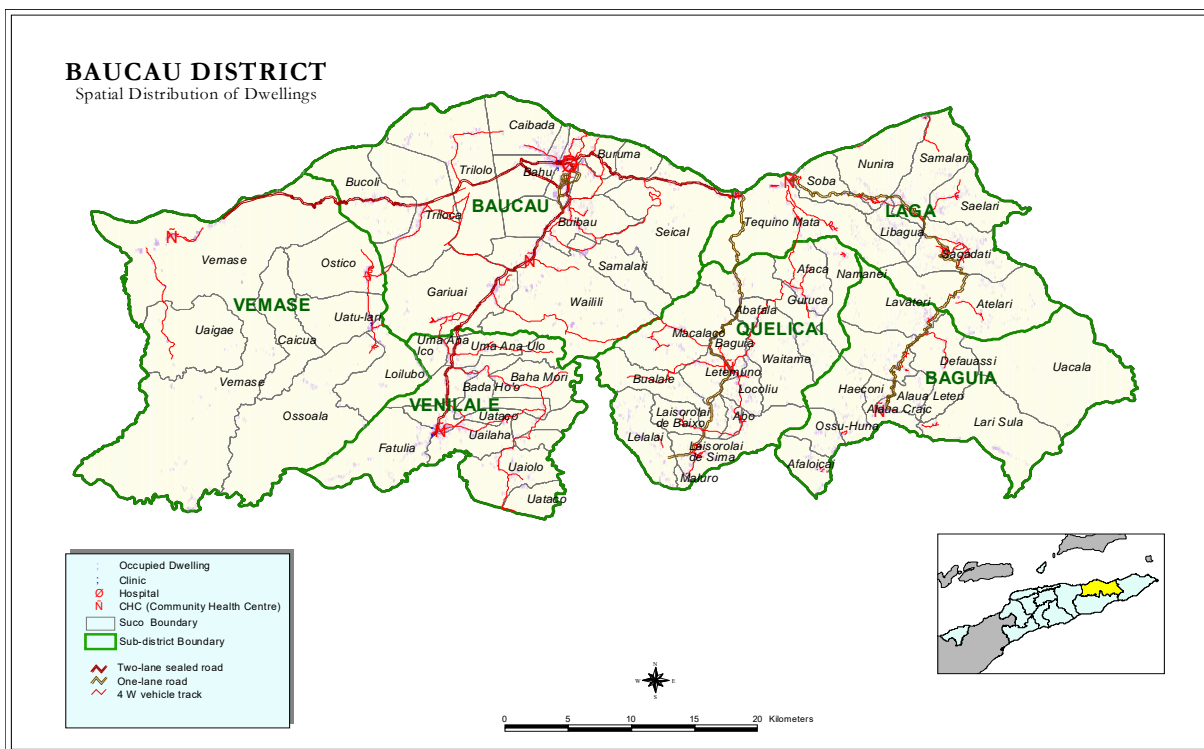 BAUCAU DISTRICT
Spatial Distribution of Dwellings
Caibada
Buruma
Nunira
Samalari
Trilolo
Bahu
Bucoli
Soba
BAUCAU
Triloca
Saelari
LAGA
Tequino Mata
Buibau
Seical
Libagua
Vemase
Ostico
Sagadati
Samalari
Afaca
Namanei
Gariuai
Wailili
Guruca
Lavateri
Atelari
VEMASE
Abafala
Uatu-lari
QUELICAI
Macalaco
Uaigae
Caicua
Uma Ana
Ico
Uma Ana Ulo
Baguia
Waitame
Defauassi
Uacala
Loilubo
Letemuno
Vemase
Baha Mori
Bualale
BAGUIA
Bada Ho'o
Locoliu
Haeconi
Alaua Leten
VENILALE
Ossoala
Laisorolai
de Baixo
Abo
Alaua Craic
Uataco
Lari Sula
Uailaha
Ossu-Huna
Lelalai
Fatulia
Laisorolai
de Sima
Uaiolo
Afaloicai
Maluro
Uataco
Occupied Dwelling
Clinic
Hospital
Ñ CHC (Community Health Centre)
Suco Boundary
Sub-district Boundary
Two-lane sealed road
One-lane road
4 W vehicle track
N
W E
S
0 5 10 15 20 Kilometers